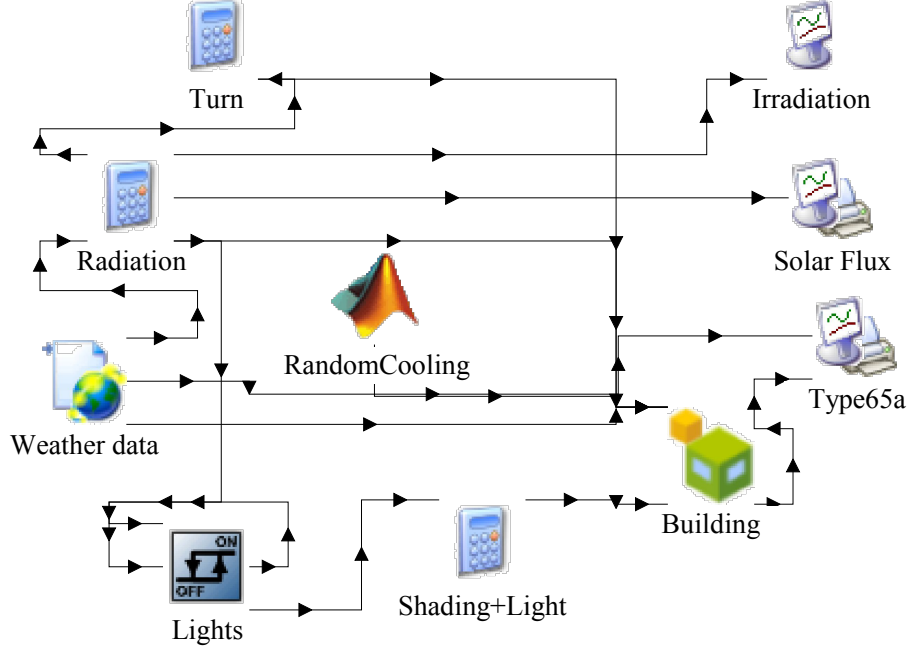 Turn
Irradiation
Radiation
Solar Flux
RandomCooling
Type65a
Weather data
Building
ON
OFF
Shading+Light
Lights